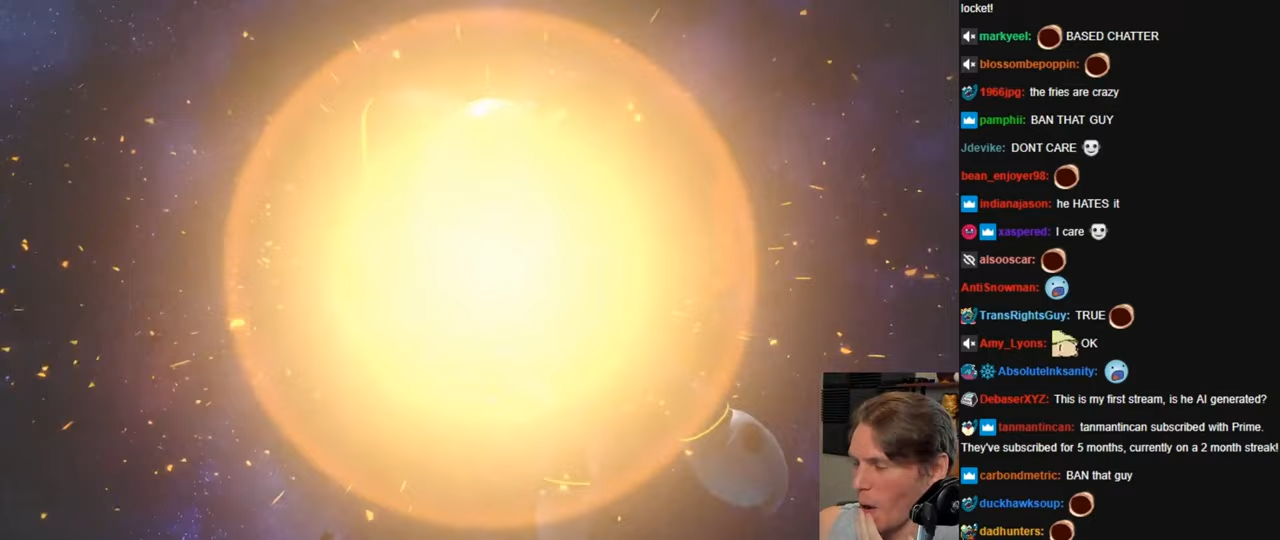 locket!
markyeel: BASED CHATTER
blossombepoppin:
1966jpg: the fries are crazy
pamphii: BAN THAT GUY
Jdevike: DONT CARE
bean_enjoyer98:
indianajason: he HATES it
xaspered: I care
alsooscar:
AntiSnowman:
TransRightsGuy: TRUE
Amy_Lyons: OK
AbsoluteInksanity:
DebaserXYZ: This is my first stream, is he AI generated?
tanmantincan: tanmantincan subscribed with Prime.
They've subscribed for 5 months, currently on a 2 month streak!
carbondmetric: BAN that guy
duckhawksoup:
dadhunters: